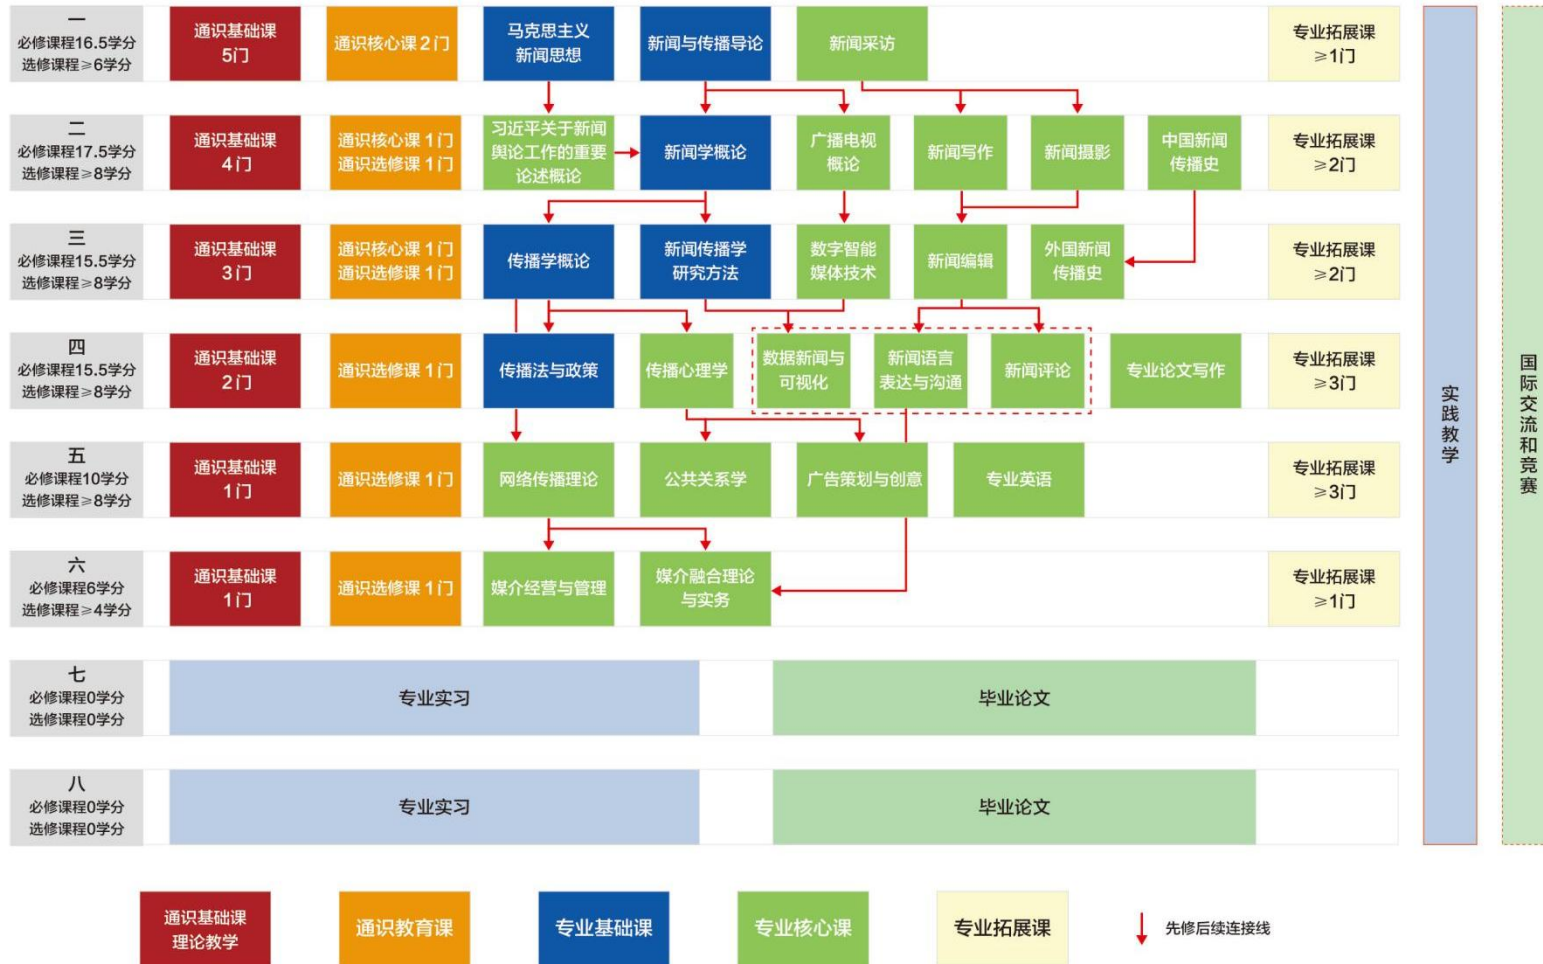 一
必修课程16.5学分
选修课程≥6学分
通识基础课
5门
通识核心课 2 门
马克思主义
新闻思想
新闻与传播导论
新闻采访
专业拓展课
≥1门
二
必修课程17.5学分
选修课程≥8学分
通识基础课
4门
通识核心课 1 门
通识选修课 1 门
习近平关于新闻
舆论工作的重要
论述概论
新闻学概论
广播电视
概论
新闻写作
新闻摄影
中国新闻
传播史
专业拓展课
≥2门
三
必修课程15.5学分
选修课程≥8学分
通识基础课
3门
通识核心课 1 门
通识选修课 1 门
传播学概论
新闻传播学
研究方法
数字智能
媒体技术
新闻编辑
外国新闻
传播史
专业拓展课
≥2门
四
必修课程15.5学分
选修课程≥8学分
通识基础课
2门
通识选修课 1 门
传播法与政策
传播心理学
数据新闻与
可视化
新闻语言
表达与沟通
新闻评论
专业论文写作
专业拓展课
≥3门
五
必修课程10学分
选修课程≥8学分
通识基础课
1门
通识选修课 1 门
网络传播理论
公共关系学
广告策划与创意
专业英语
专业拓展课
≥3门
六
必修课程6学分
选修课程≥4学分
通识基础课
1门
通识选修课 1 门
媒介经营与管理
媒介融合理论
与实务
专业拓展课
≥1门
七
必修课程0学分
选修课程0学分
专业实习
毕业论文
八
必修课程0学分
选修课程0学分
专业实习
毕业论文
实践教学
国际交流和竞赛
通识基础课
理论教学
通识教育课
专业基础课
专业核心课
专业拓展课
先修后续连接线